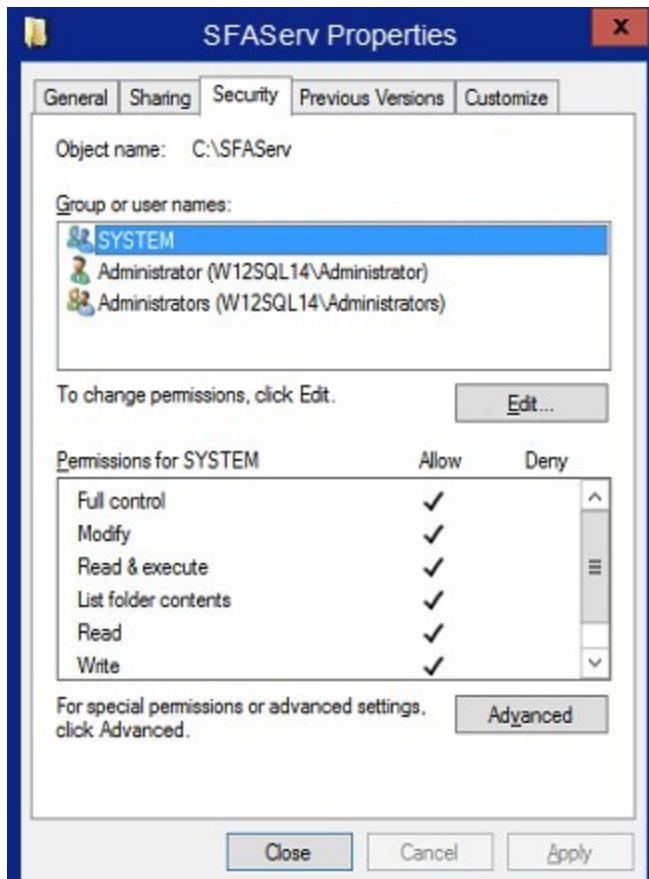 SFAServ Properties
x
General Sharing Security Previous Versions Customize
Object name: C:\SFAServ
Group or user names:
SYSTEM
Administrator (W12SQL14\Administrator)
Administrators (W12SQL14\Administrators)
To change permissions, click Edit.
Edit...
Permissions for SYSTEM Allow Deny
Full control
Modify
Read & execute
List folder contents
Read
Write
For special permissions or advanced settings,
click Advanced.
Advanced
Close Cancel Apply